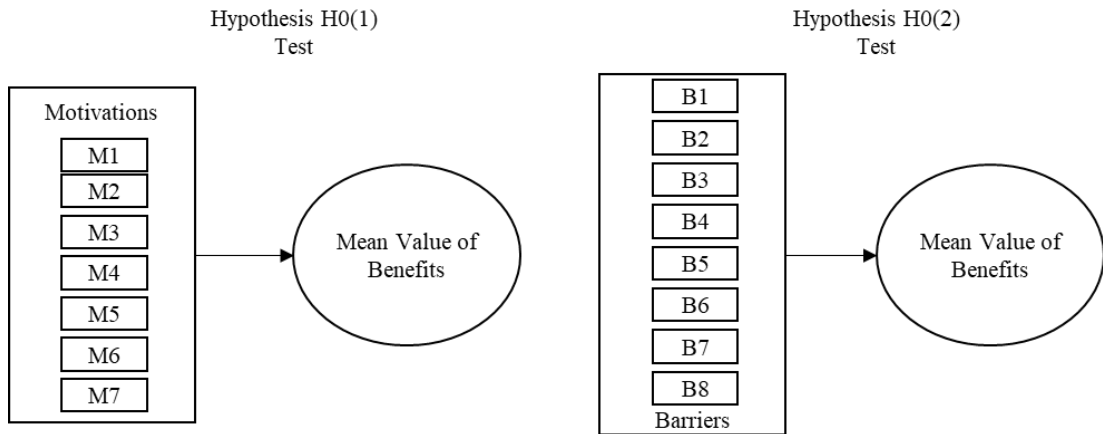 Hypothesis H0(1)
Test
Motivations
M1
M2
M3
M4
M5
M6
M7
Mean Value of
Benefits
Hypothesis H0(2)
Test
B1
B2
B3
B4
B5
B6
B7
B8
Barriers
Mean Value of
Benefits